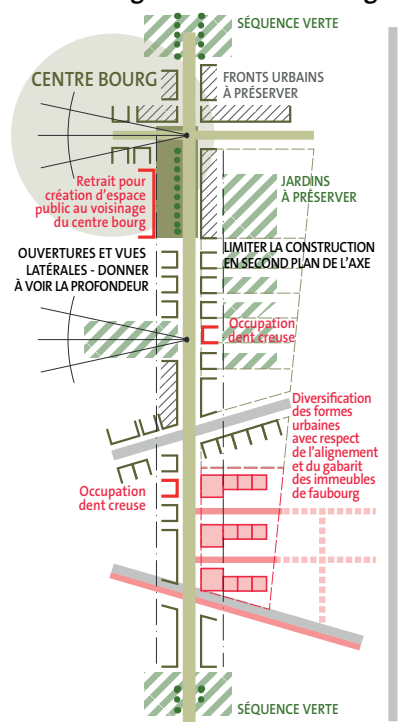 SÉQUENCE VERTE
CENTRE BOURG
FRONTS URBAINS
À PRÉSERVER
Retrait pour
création d'espace
public au voisinage
du centre bourg
JARDINS
À PRÉSERVER
OUVERTURES ET VUES
LATÉRALES - DONNER
À VOIR LA PROFONDEUR
LIMITER LA CONSTRUCTION
EN SECOND PLAN DE L'AXE
Occupation
dent creuse
Diversification
des formes
urbaines
avec respect
de l'alignement
et du gabarit
des immeubles
de faubourg
Occupation
dent creuse
SÉQUENCE VERTE